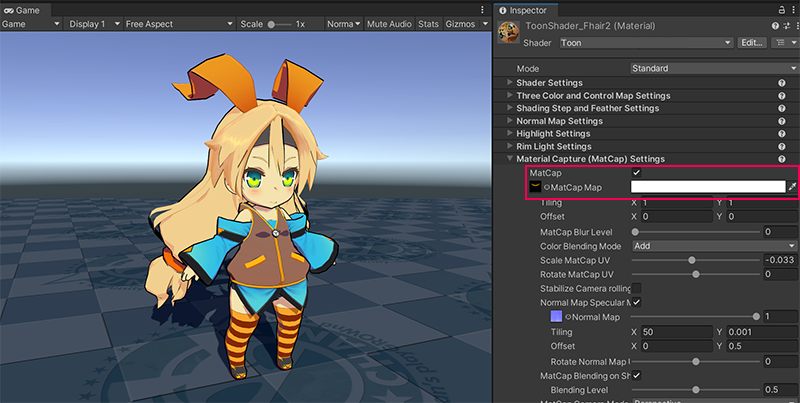 Game
Game Display 1 Free Aspect Scale 1x Norma Mute Audio Stats Gizmos
Inspector
ToonShader_Fhair2 (Material)
Shader Toon Edit...
Mode Standard
Shader Settings
Three Color and Control Map Settings
Shading Step and Feather Settings
Normal Map Settings
Highlight Settings
Rim Light Settings
Material Capture (MatCap) Settings
MatCap
MatCap Map
Tiling X 1 Y 1
Offset X 0 Y 0
MatCap Blur Level 0
Color Blending Mode Add
Scale MatCap UV -0.033
Rotate MatCap UV 0
Stabilize Camera rolling
Normal Map Specular M
Normal Map 1
Tiling X 50 Y 0.001
Offset X 0 Y 0.5
Rotate Normal Map U 0
MatCap Blending on Sh
Blending Level 0.5
MatCap Camera Mode Perspective